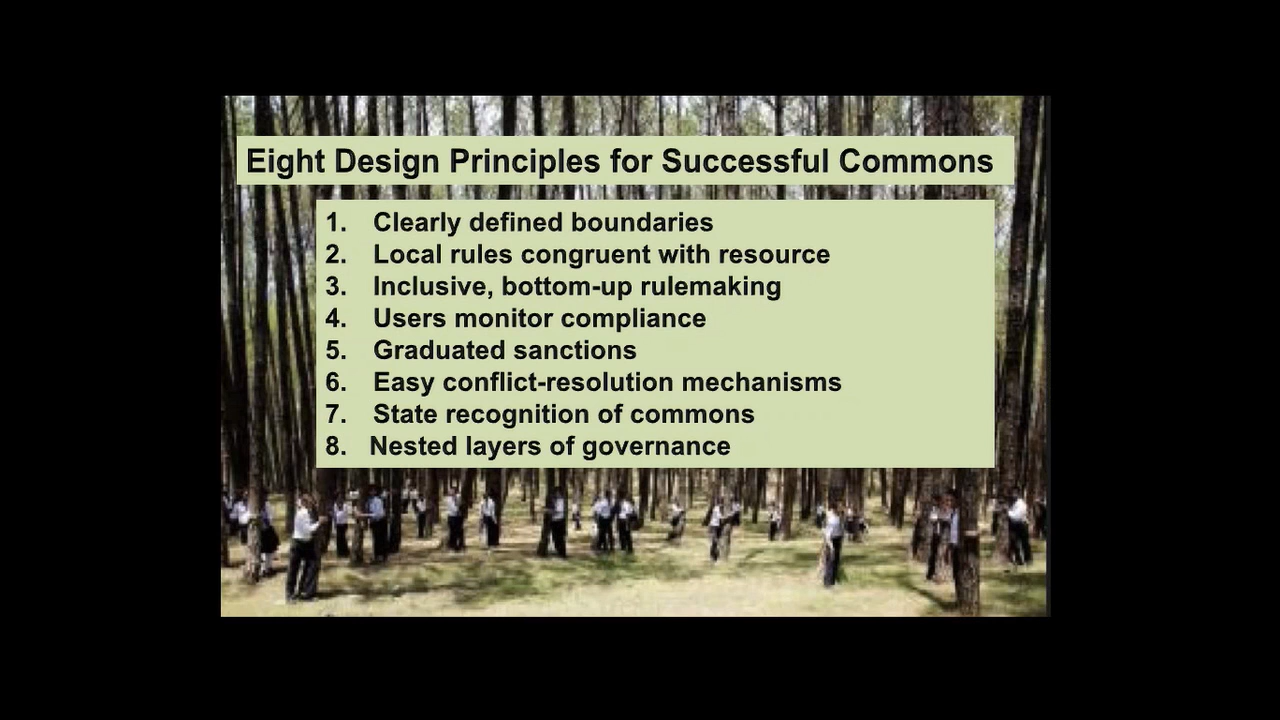 Eight Design Principles for Successful Commons
1. Clearly defined boundaries
2. Local rules congruent with resource
3. Inclusive, bottom-up rulemaking
4. Users monitor compliance
5. Graduated sanctions
6. Easy conflict-resolution mechanisms
7. State recognition of commons
8. Nested layers of governance